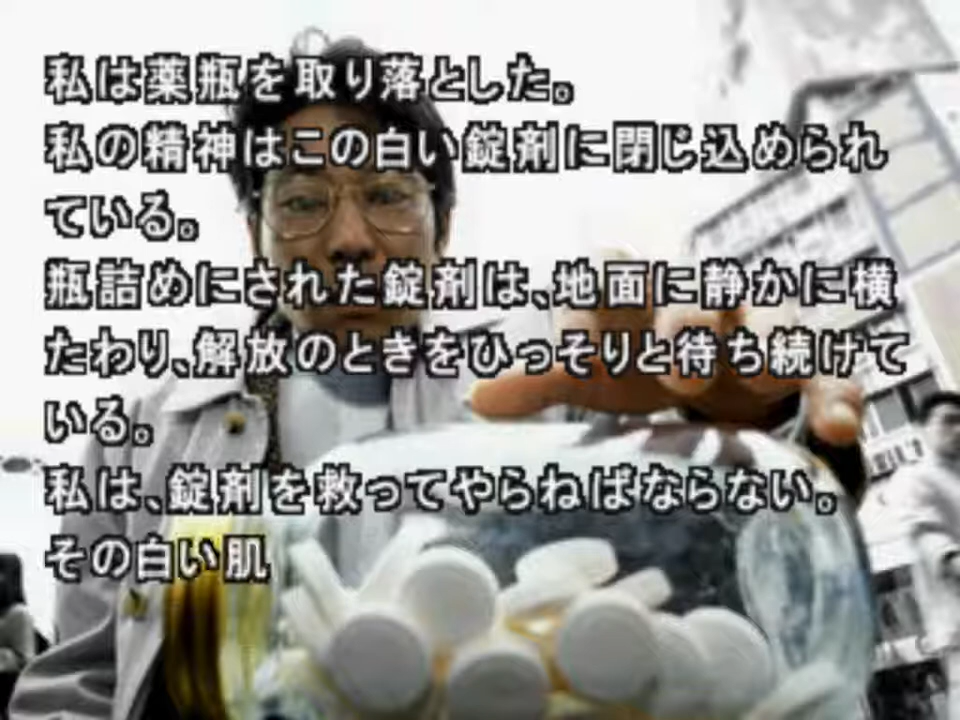 私は薬瓶を取り落とした。
私の精神はこの白い錠剤に閉じ込められ
ている。
瓶詰めにされた錠剤は、地面に静かに横
たわり、解放のときをひっそりと待ち続けて
いる。
私は、錠剤を救ってやらねばならない。
その白い肌